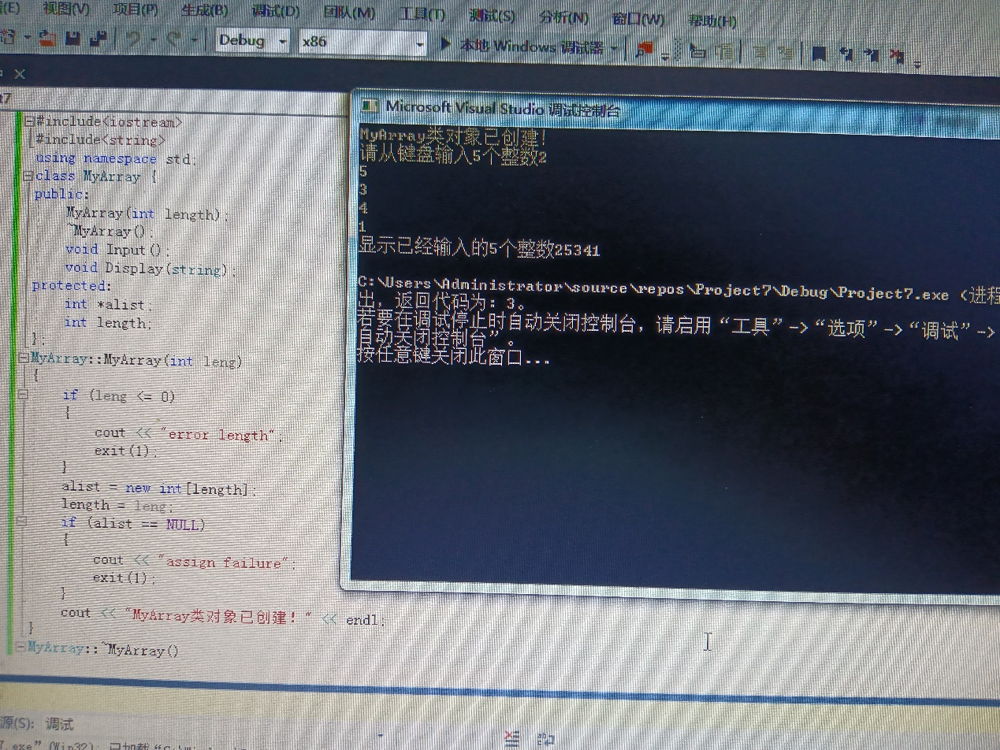 (E) 视图(V) 项目(P) 生成(B) 调试(D) 团队(M) 工具(T) 测试(S) 分析(N) 窗口(W) 帮助(H)
Debug x86 本地 Windows 调试器
t7
#include<iostream>
#include<string>
using namespace std;
class MyArray {
public:
MyArray(int length);
~MyArray();
void Input();
void Display(string);
protected:
int *alist;
int length;
};
MyArray::MyArray(int leng)
{
if (leng <= 0)
{
cout << "error length";
exit(1);
}
alist = new int[length];
length = leng;
if (alist == NULL)
{
cout << "assign failure";
exit(1);
}
cout << "MyArray类对象已创建！" << endl;
}
MyArray::~MyArray()
Microsoft Visual Studio 调试控制台
MyArray类对象已创建！
请从键盘输入5个整数2
5
3
4
1
显示已经输入的5个整数25341
C:\Users\Administrator\source\repos\Project7\Debug\Project7.exe (进程
出，返回代码为: 3。
若要在调试停止时自动关闭控制台，请启用“工具”->“选项”->“调试”->
自动关闭控制台”。
按任意键关闭此窗口...
源(S): 调试
7.exe”(Win32): 已加载